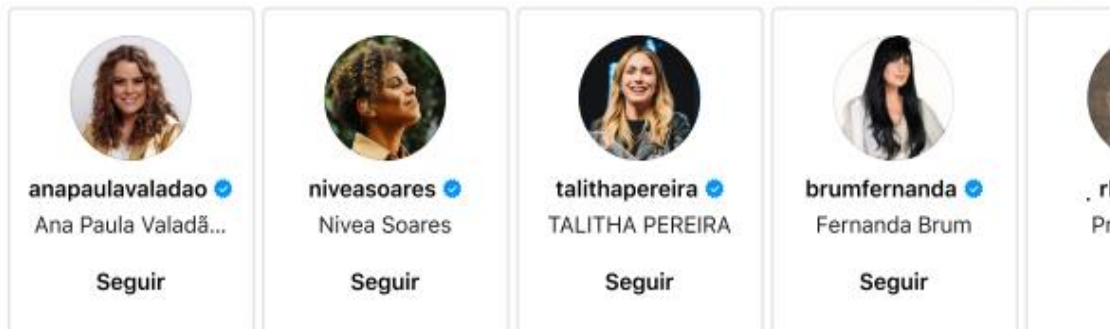 anapaulavaladao
Ana Paula Valadã...
Seguir
niveasoares
Nivea Soares
Seguir
talithapereira
TALITHA PEREIRA
Seguir
brumfernanda
Fernanda Brum
Seguir